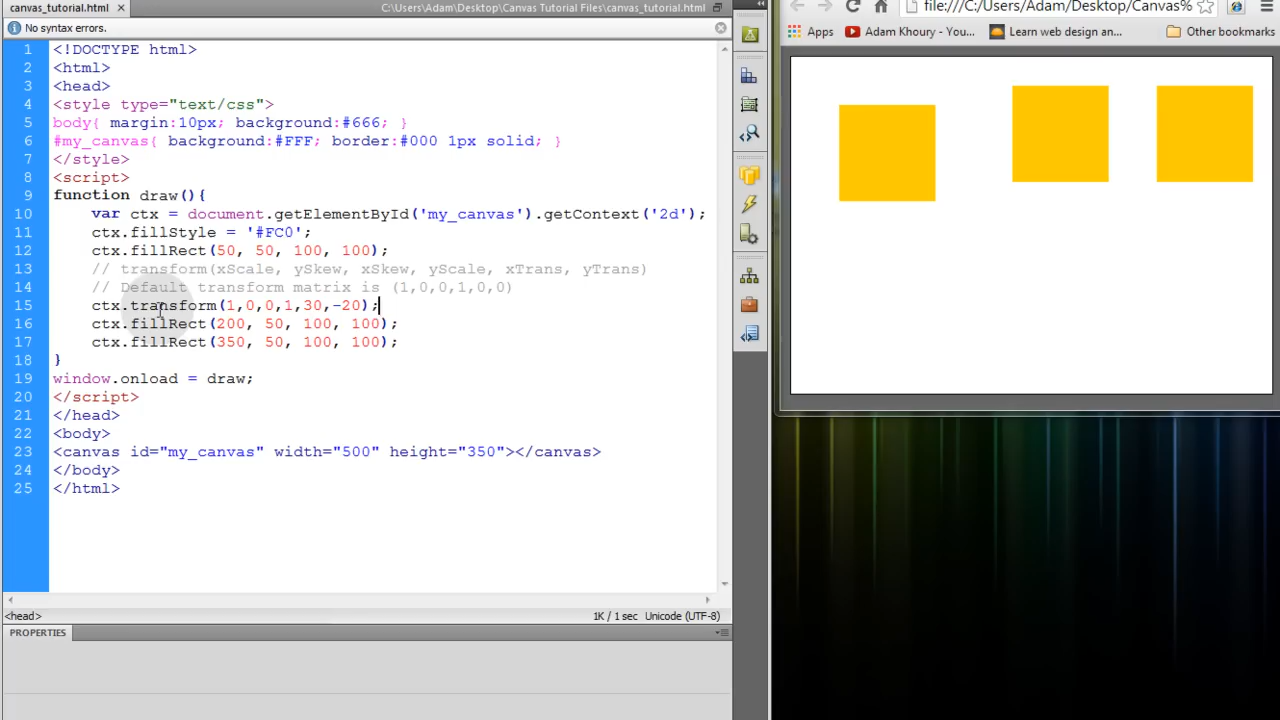 canvas_tutorial.html
C:\Users\Adam\Desktop\Canvas Tutorial Files\canvas_tutorial.html
No syntax errors.
1 <!DOCTYPE html>
2 <html>
3 <head>
4 <style type="text/css">
5 body{ margin:10px; background:#666; }
6 #my_canvas{ background:#FFF; border:#000 1px solid; }
7 </style>
8 <script>
9 function draw(){
10 var ctx = document.getElementById('my_canvas').getContext('2d');
11 ctx.fillStyle = '#FC0';
12 ctx.fillRect(50, 50, 100, 100);
13 // transform(xScale, ySkew, xSkew, yScale, xTrans, yTrans)
14 // Default transform matrix is (1,0,0,1,0,0)
15 ctx.transform(1,0,0,1,30,-20);
16 ctx.fillRect(200, 50, 100, 100);
17 ctx.fillRect(350, 50, 100, 100);
18 }
19 window.onload = draw;
20 </script>
21 </head>
22 <body>
23 <canvas id="my_canvas" width="500" height="350"></canvas>
24 </body>
25 </html>
<head>
1K / 1 sec Unicode (UTF-8)
PROPERTIES
file:///C:/Users/Adam/Desktop/Canvas%
Apps
Adam Khoury - You...
Learn web design an...
Other bookmarks